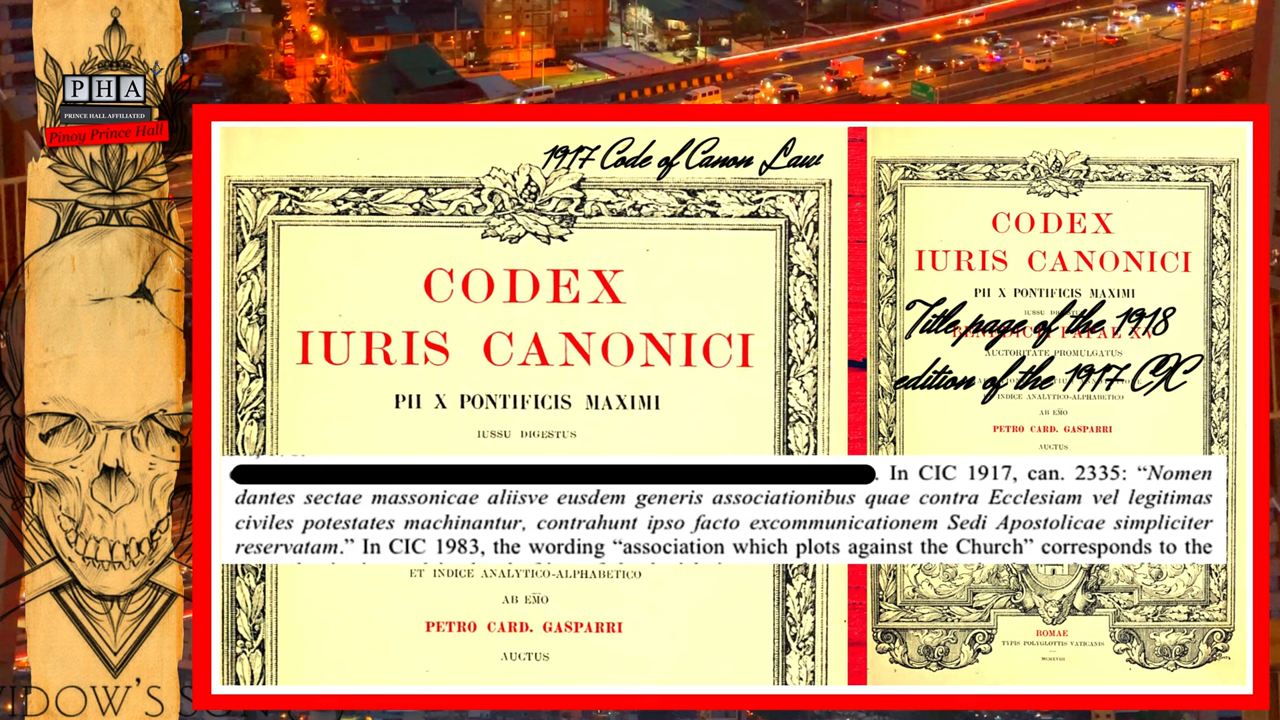 PHA
PRINCE HALL AFFILIATED
Pinoy Prince Hall
WIDOW'S SON
1917 Code of Canon Law
CODEX
IURIS CANONICI
PII X PONTIFICIS MAXIMI
IUSSU DIGESTUS
. In CIC 1917, can. 2335: “Nomen
dantes sectae massonicae aliisve eusdem generis associationibus quae contra Ecclesiam vel legitimas
civiles potestates machinantur, contrahunt ipso facto excommunicationem Sedi Apostolicae simpliciter
reservatam.” In CIC 1983, the wording “association which plots against the Church” corresponds to the
ET INDICE ANALYTICO-ALPHABETICO
AB EMO
PETRO CARD. GASPARRI
AUCTUS
CODEX
IURIS CANONICI
PII X PONTIFICIS MAXIMI
IUSSU
Title page of the 1918
AUCTORITATE PROMULGATUS
edition of the 1917 CIC
INDICE ANALYTICO-ALPHABETICO
AB EMO
PETRO CARD. GASPARRI
AUCTUS
ROMAE
TYPIS POLYGLOTTIS VATICANIS